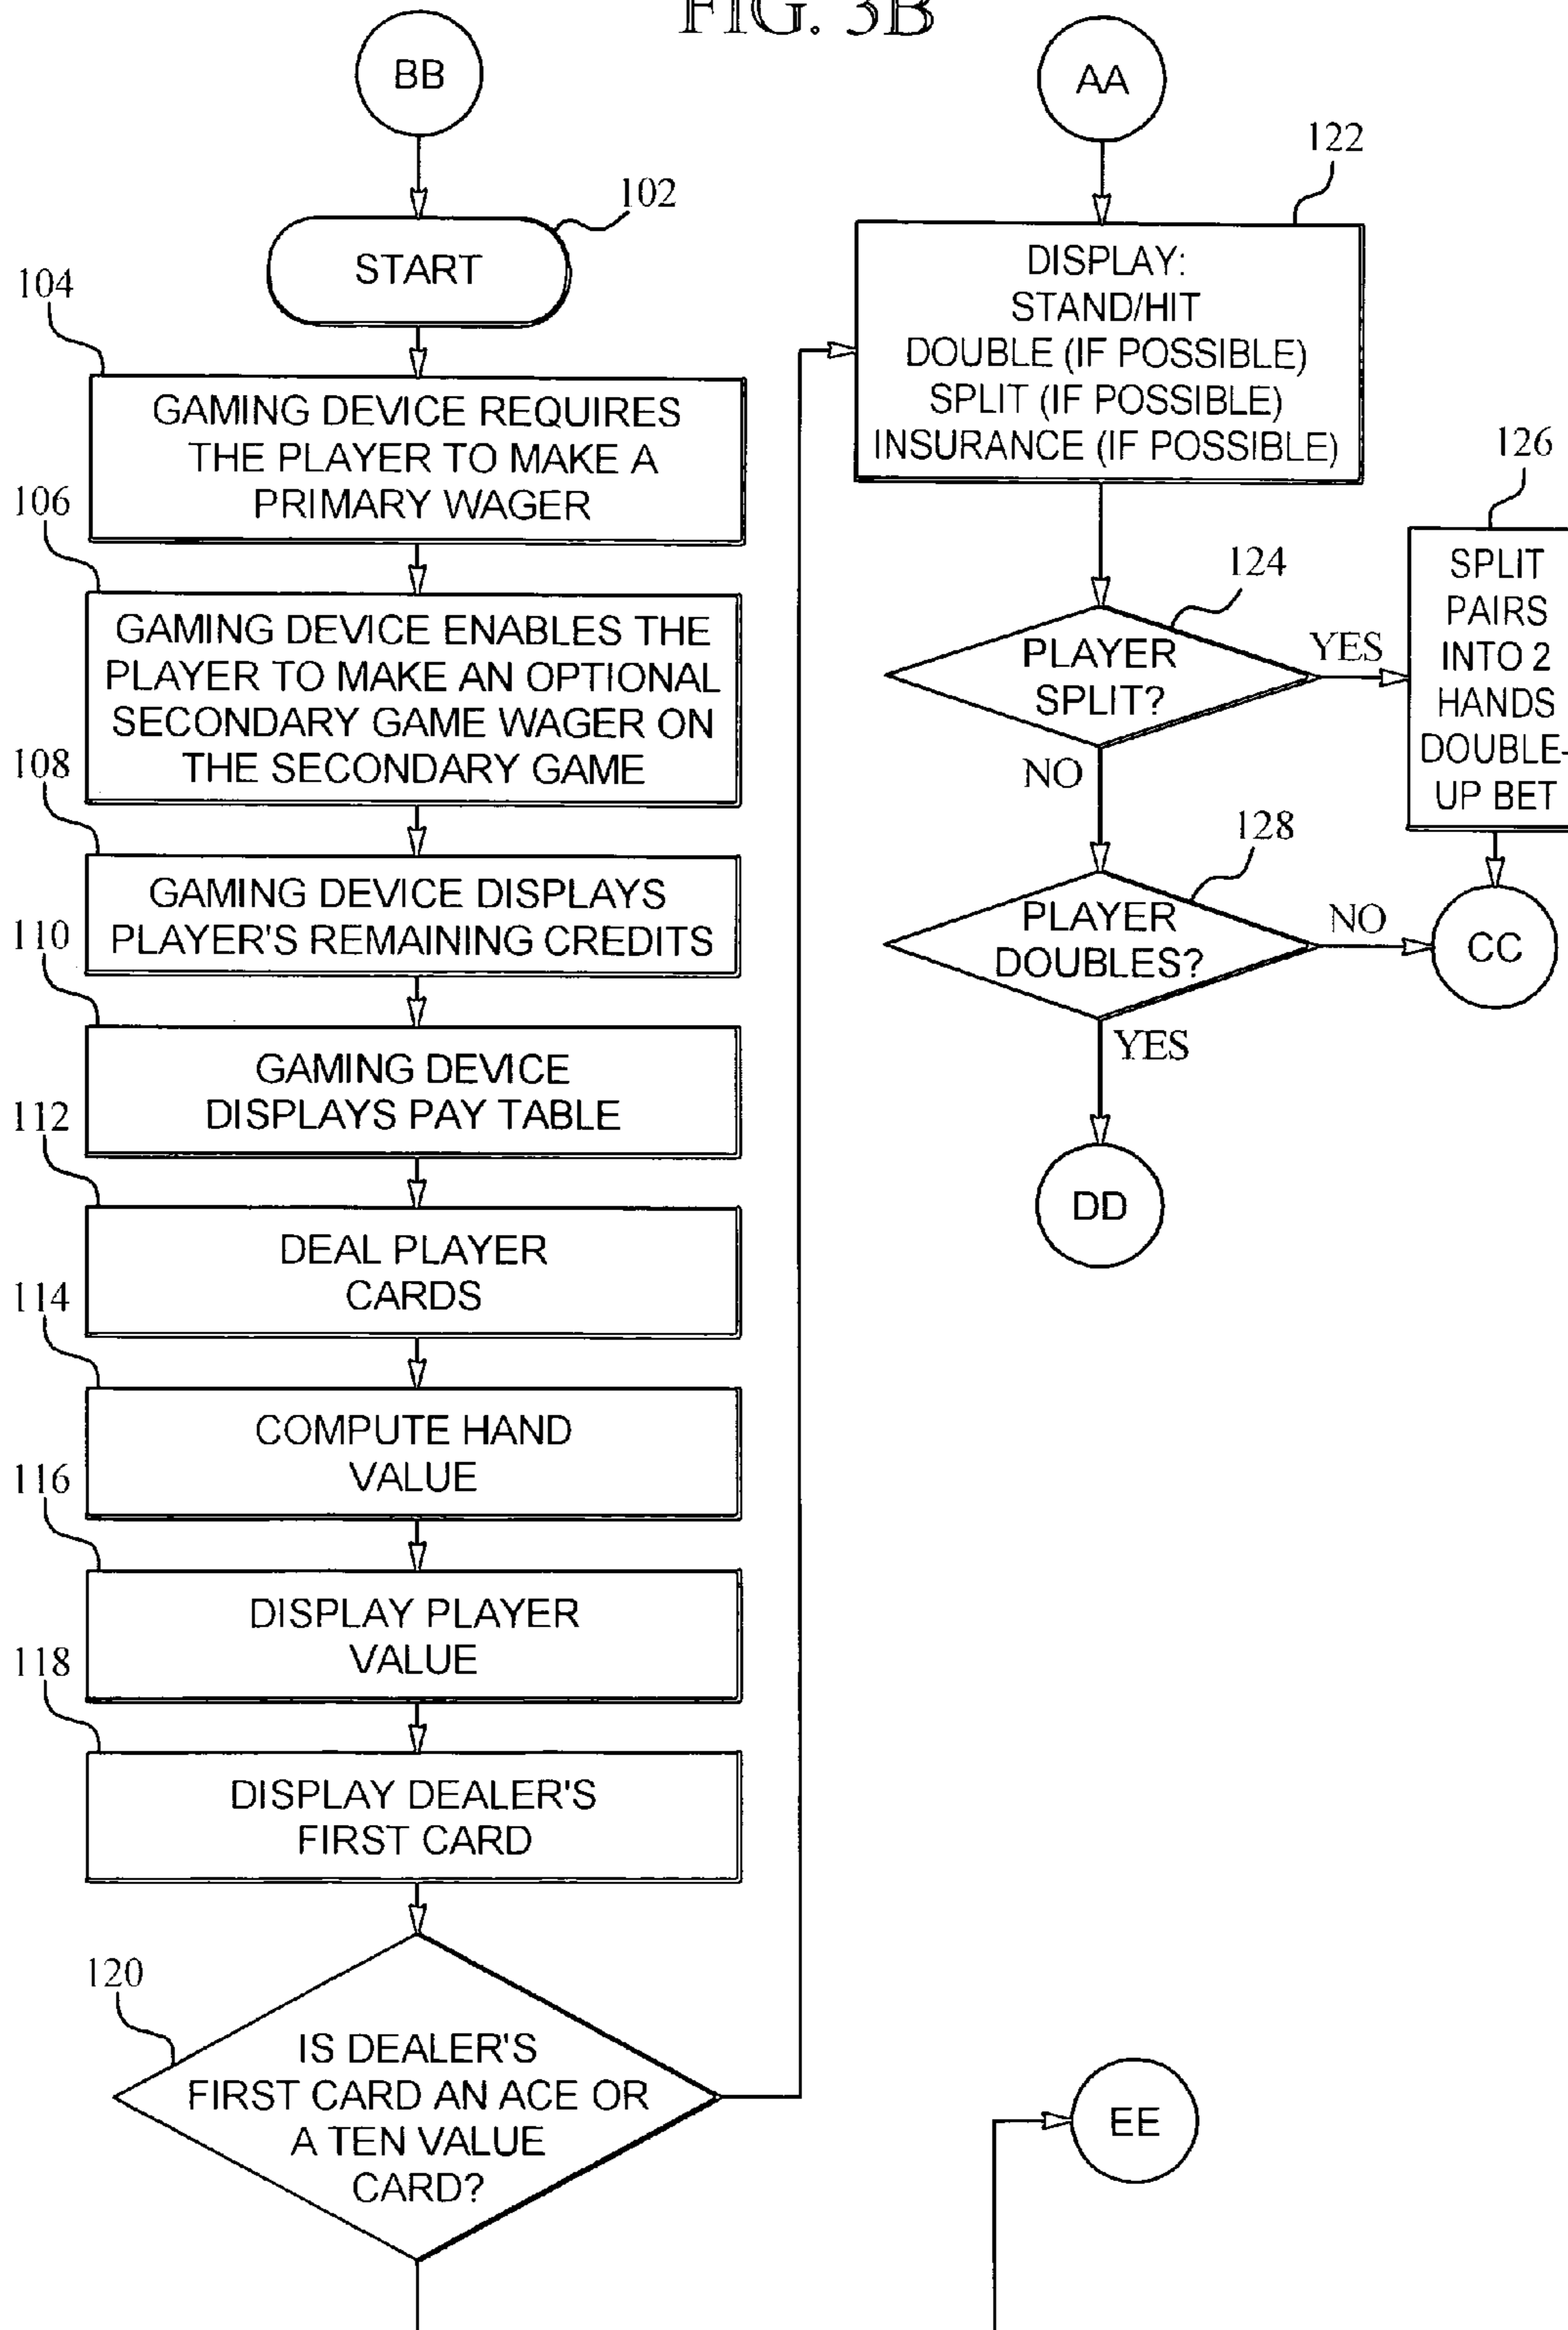 FIG. 3B
BB
102
START
104
GAMING DEVICE REQUIRES
THE PLAYER TO MAKE A
PRIMARY WAGER
106
GAMING DEVICE ENABLES THE
PLAYER TO MAKE AN OPTIONAL
SECONDARY GAME WAGER ON
THE SECONDARY GAME
108
GAMING DEVICE DISPLAYS
PLAYER'S REMAINING CREDITS
110
GAMING DEVICE
DISPLAYS PAY TABLE
112
DEAL PLAYER
CARDS
114
COMPUTE HAND
VALUE
116
DISPLAY PLAYER
VALUE
118
DISPLAY DEALER'S
FIRST CARD
120
IS DEALER'S
FIRST CARD AN ACE OR
A TEN VALUE
CARD?
AA
122
DISPLAY:
STAND/HIT
DOUBLE (IF POSSIBLE)
SPLIT (IF POSSIBLE)
INSURANCE (IF POSSIBLE)
124
PLAYER
SPLIT?
YES
126
SPLIT
PAIRS
INTO 2
HANDS
DOUBLE-
UP BET
NO
128
PLAYER
DOUBLES?
NO
CC
YES
DD
EE